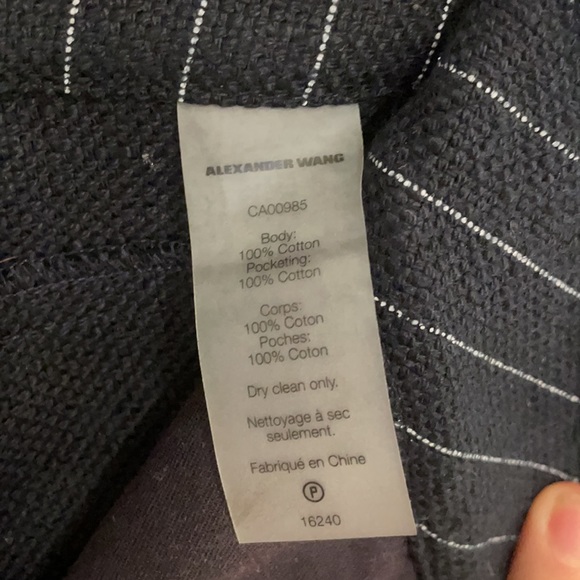 ALEXANDER WANG
CA00985
Body:
100% Cotton
Pocketing:
100% Cotton
Corps:
100% Coton
Poches:
100% Coton
Dry clean only.
Nettoyage à sec
seulement.
Fabriqué en Chine
P
16240